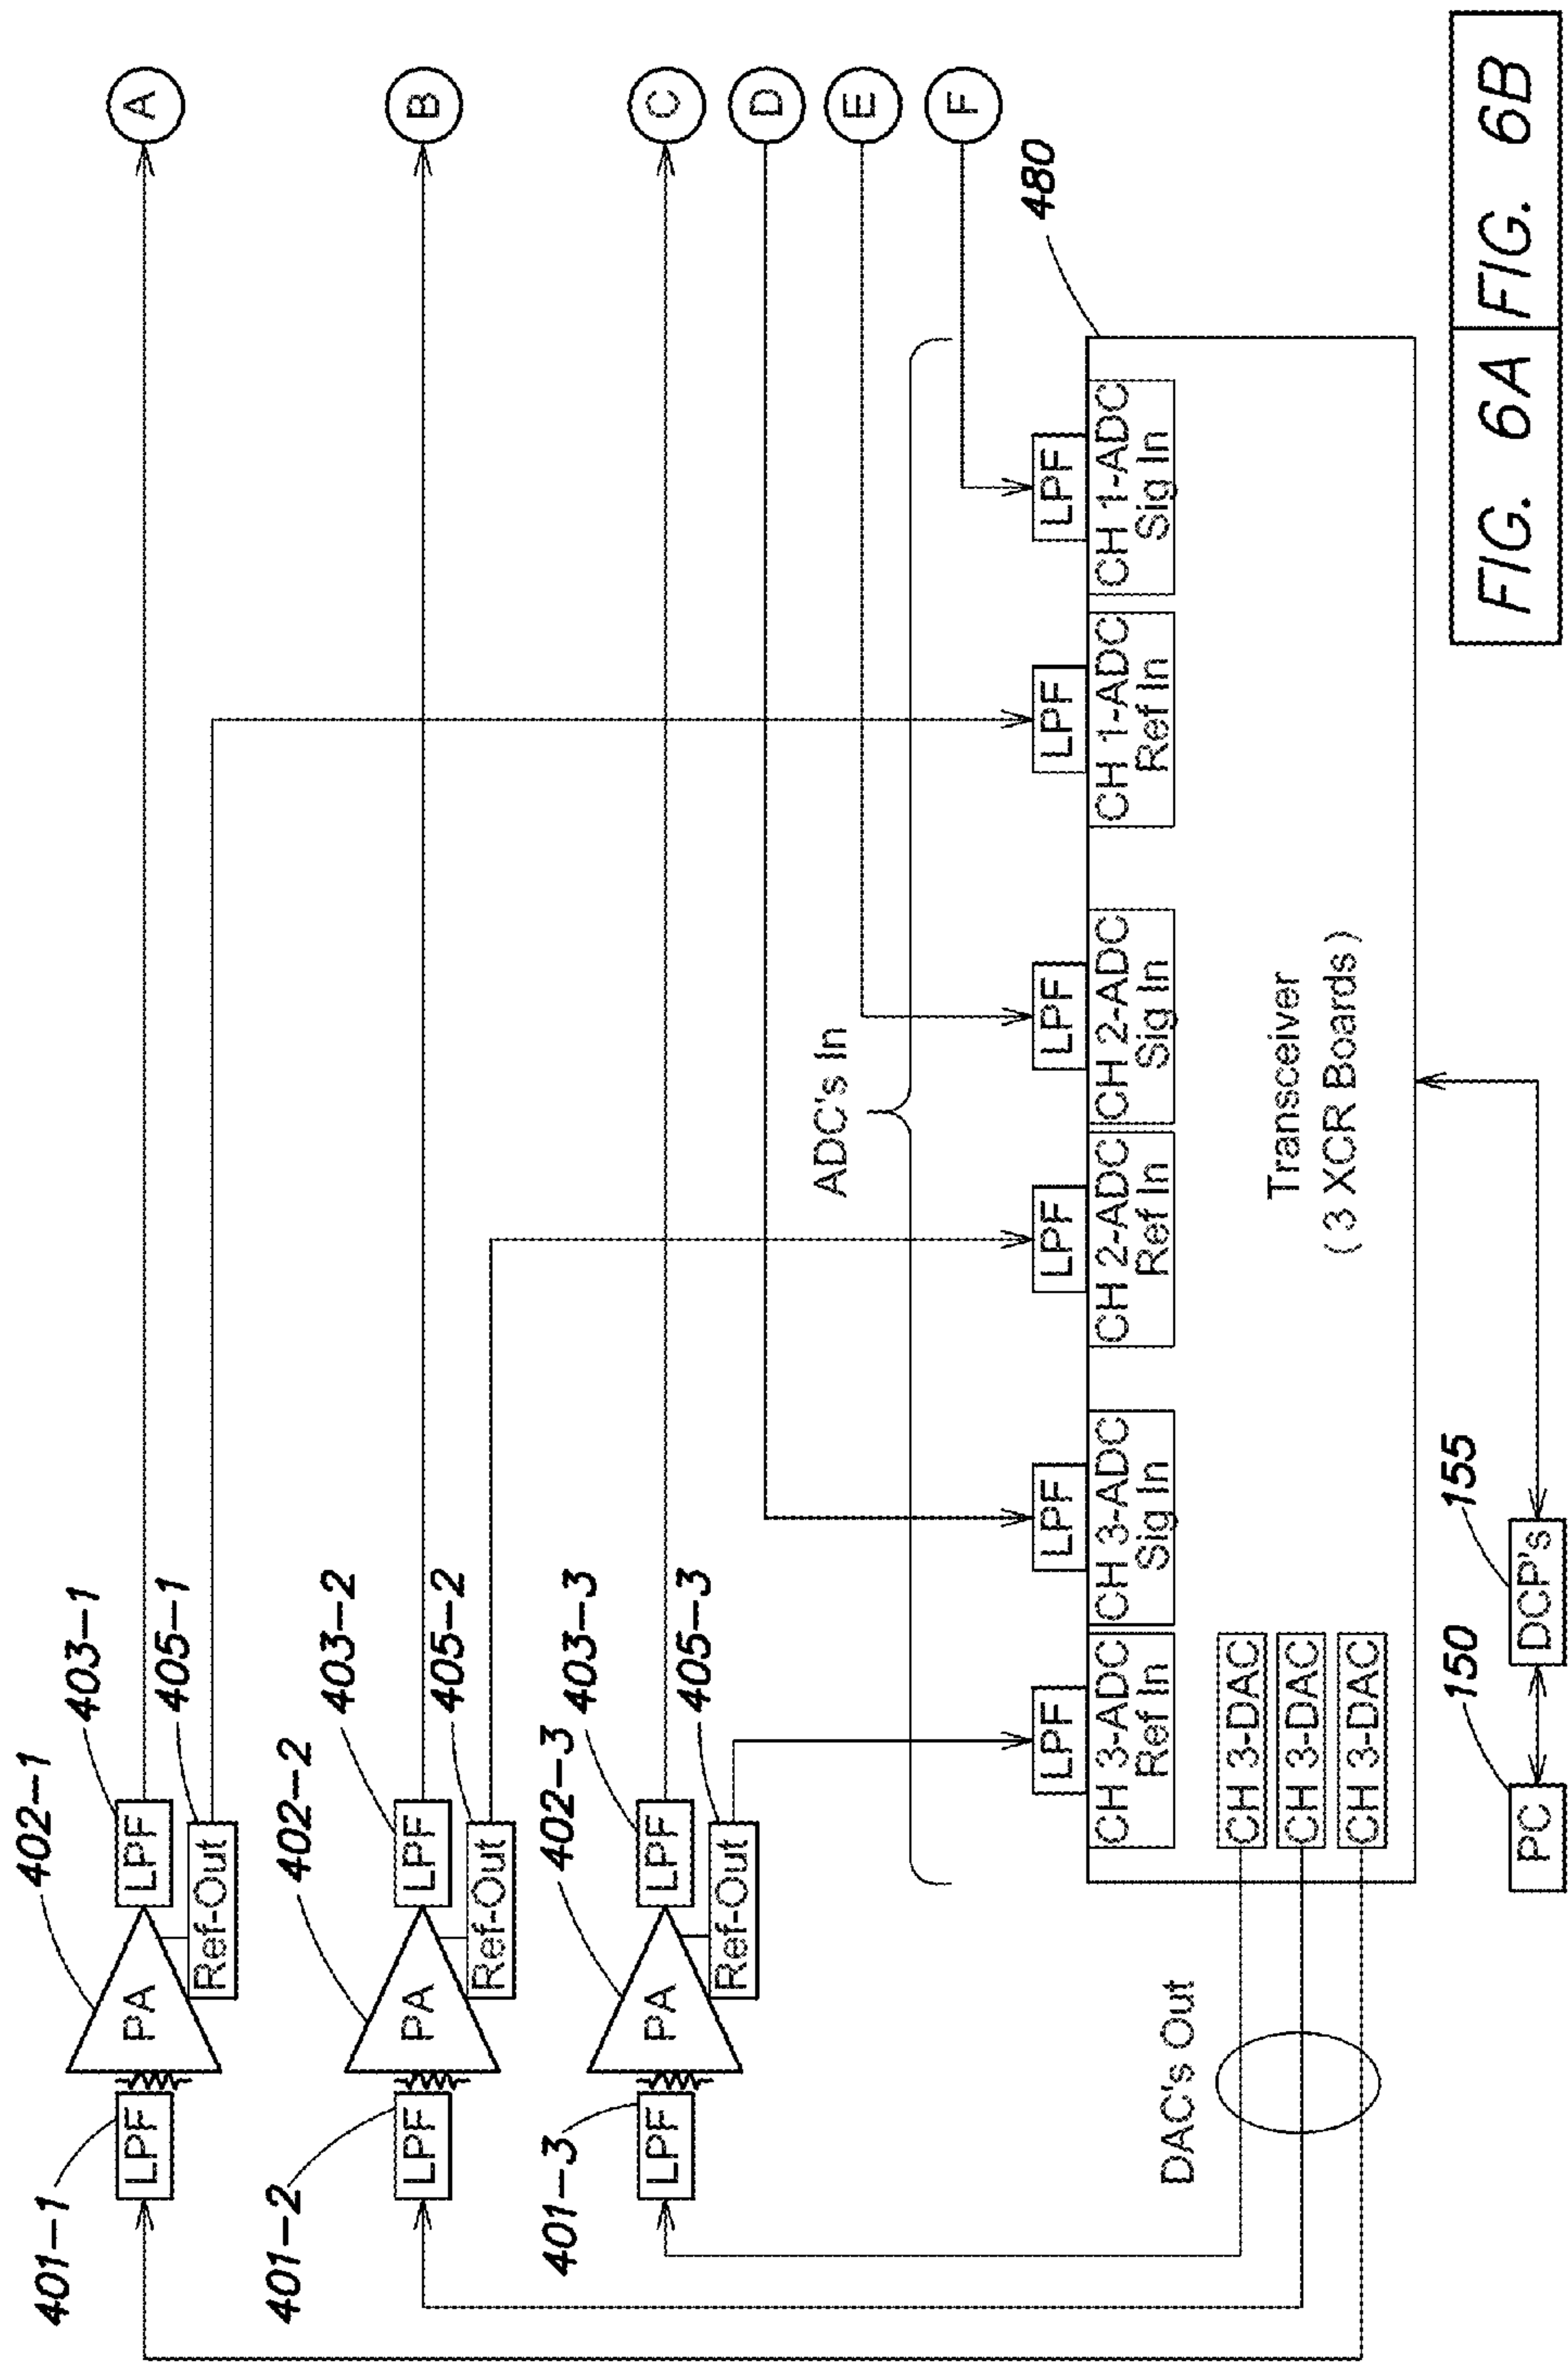 402-1
403-1
401-1
LPF
PA
LPF
A
405-1
Ref-Out
402-2
403-2
401-2
LPF
PA
LPF
B
405-2
Ref-Out
402-3
403-3
401-3
LPF
PA
LPF
C
405-3
Ref-Out
D
E
F
ADC's In
480
LPF
LPF
LPF
LPF
LPF
LPF
CH 3-ADC
Ref In
CH 3-ADC
Sig In
CH 2-ADC
Ref In
CH 2-ADC
Sig In
CH 1-ADC
Ref In
CH 1-ADC
Sig In
DAC's Out
CH 3-DAC
CH 3-DAC
CH 3-DAC
Transceiver
( 3 XCR Boards )
150
155
PC
DCP's
FIG. 6A
FIG. 6B